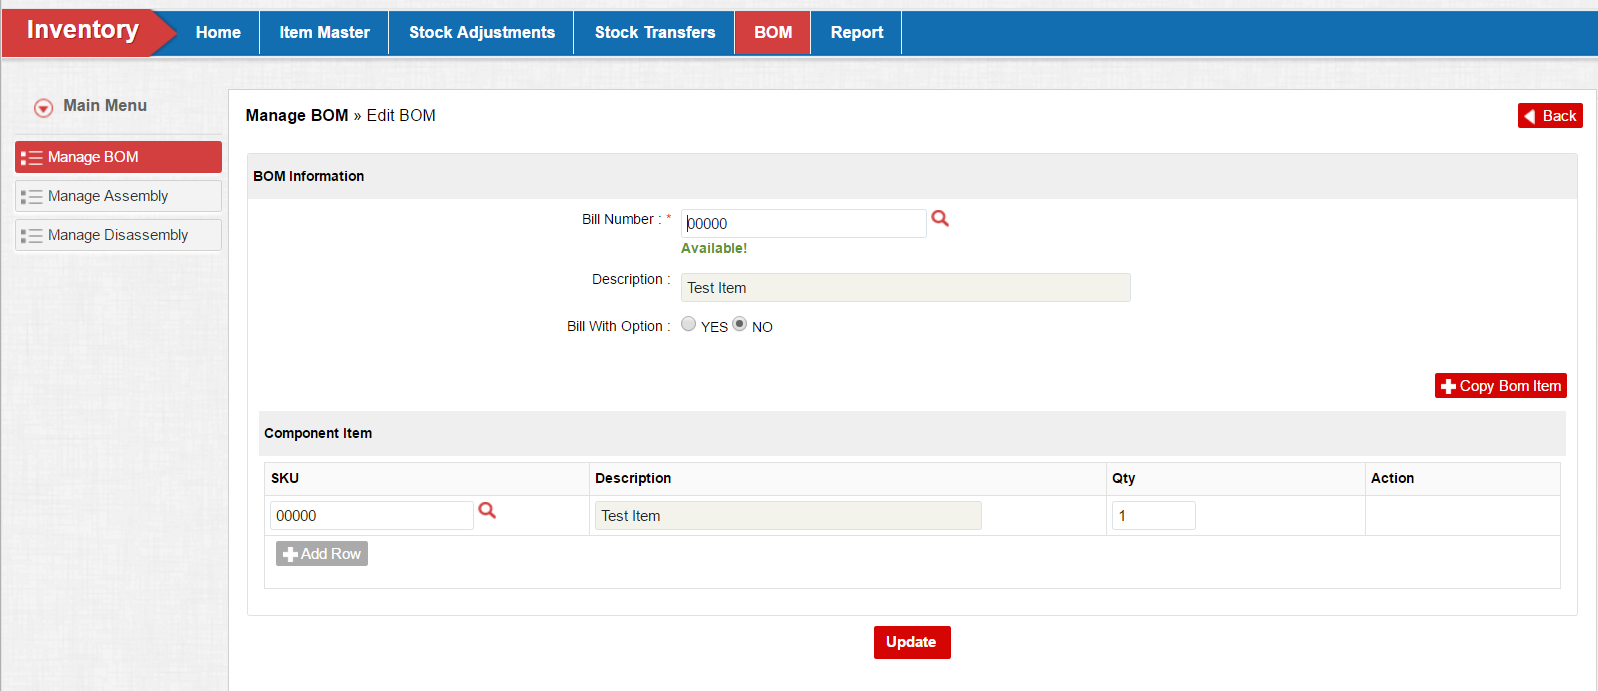 Inventory Home Item Master Stock Adjustments Stock Transfers BOM Report
Main Menu
Manage BOM
Manage Assembly
Manage Disassembly
Manage BOM » Edit BOM
Back
BOM Information
Bill Number : * 00000
Available!
Description : Test Item
Bill With Option : YES NO
Copy Bom Item
Component Item
SKU Description Qty Action
00000 Test Item 1
Add Row
Update